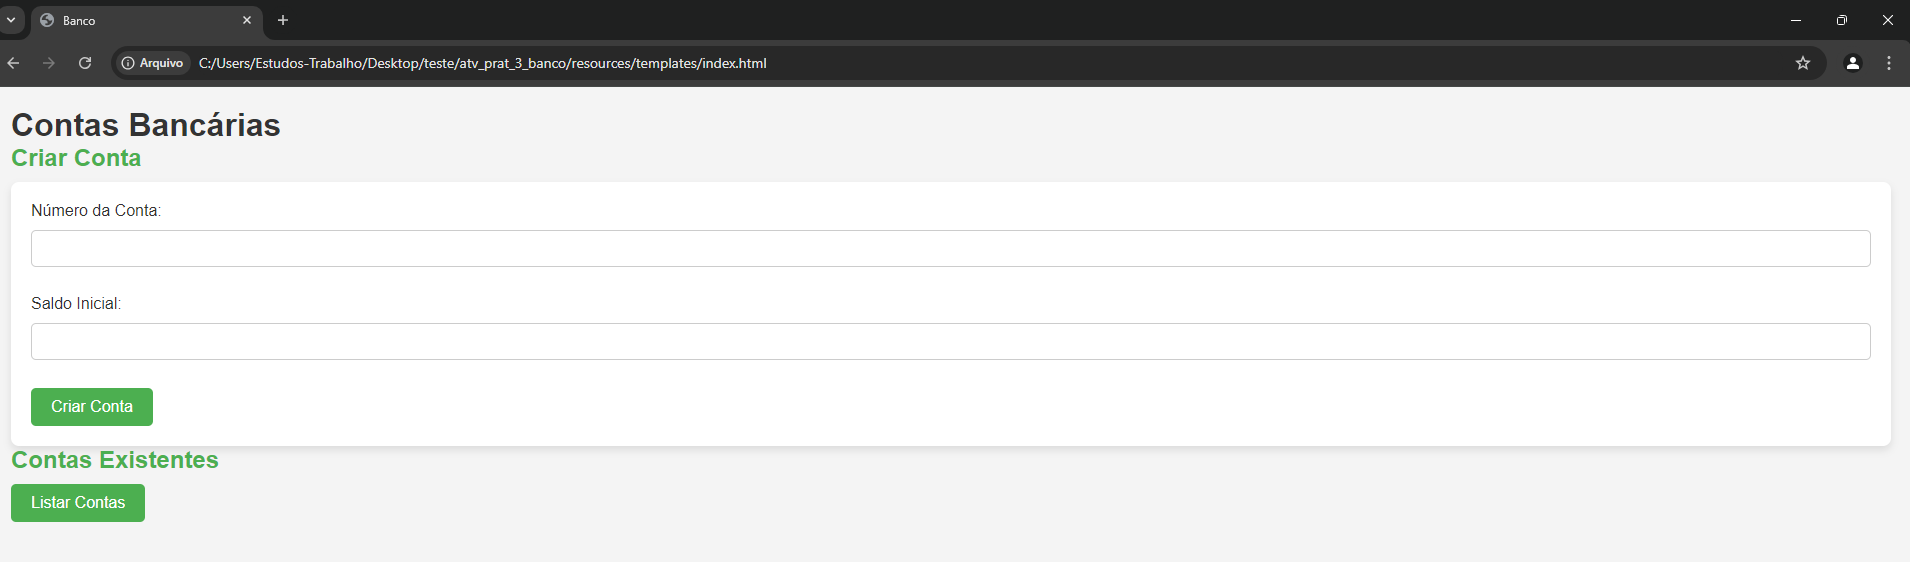 Banco
Arquivo C:/Users/Estudos-Trabalho/Desktop/teste/atv_prat_3_banco/resources/templates/index.html
Contas Bancárias
Criar Conta
Número da Conta:
Saldo Inicial:
Criar Conta
Contas Existentes
Listar Contas